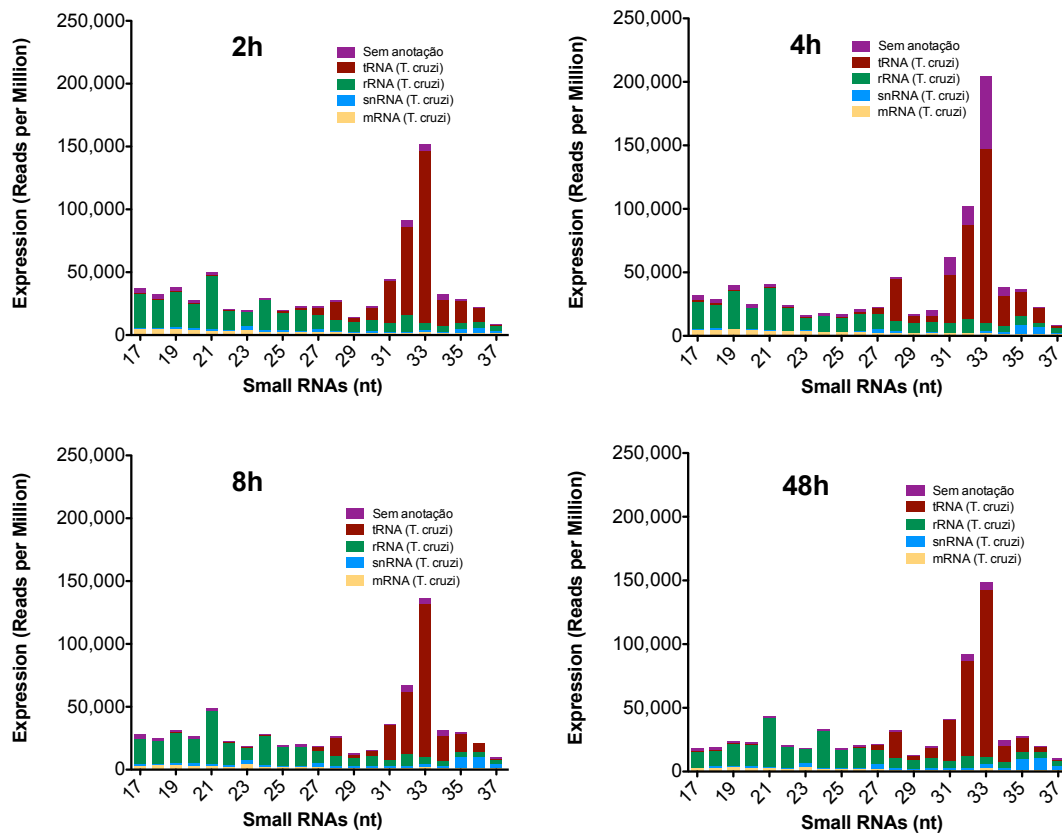 2h
Expression (Reads per Million)
250,000
200,000
150,000
100,000
50,000
0
Sem anotação
tRNA (T. cruzi)
rRNA (T. cruzi)
snRNA (T. cruzi)
mRNA (T. cruzi)
17 19 21 23 25 27 29 31 33 35 37
Small RNAs (nt)
4h
Expression (Reads per Million)
250,000
200,000
150,000
100,000
50,000
0
Sem anotação
tRNA (T. cruzi)
rRNA (T. cruzi)
snRNA (T. cruzi)
mRNA (T. cruzi)
17 19 21 23 25 27 29 31 33 35 37
Small RNAs (nt)
8h
Expression (Reads per Million)
250,000
200,000
150,000
100,000
50,000
0
Sem anotação
tRNA (T. cruzi)
rRNA (T. cruzi)
snRNA (T. cruzi)
mRNA (T. cruzi)
17 19 21 23 25 27 29 31 33 35 37
Small RNAs (nt)
48h
Expression (Reads per Million)
250,000
200,000
150,000
100,000
50,000
0
Sem anotação
tRNA (T. cruzi)
rRNA (T. cruzi)
snRNA (T. cruzi)
mRNA (T. cruzi)
17 19 21 23 25 27 29 31 33 35 37
Small RNAs (nt)